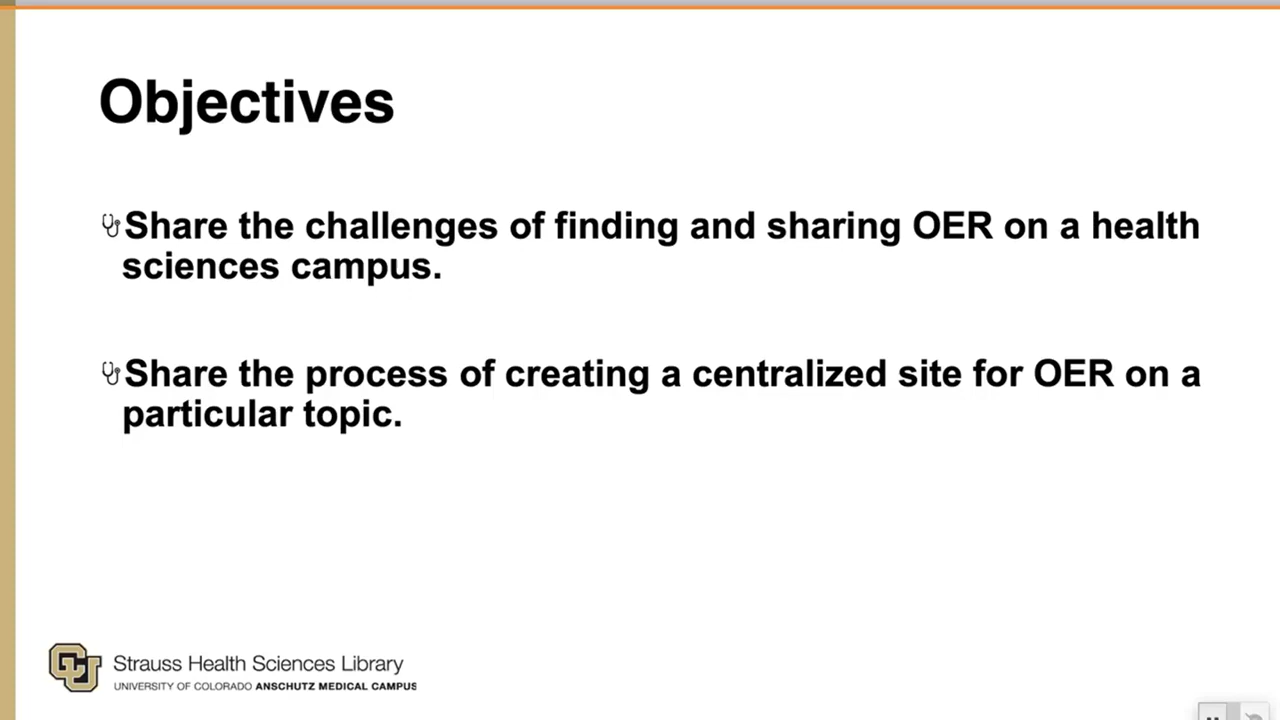 Objectives
Share the challenges of finding and sharing OER on a health
sciences campus.
Share the process of creating a centralized site for OER on a
particular topic.
CU
Strauss Health Sciences Library
UNIVERSITY OF COLORADO ANSCHUTZ MEDICAL CAMPUS